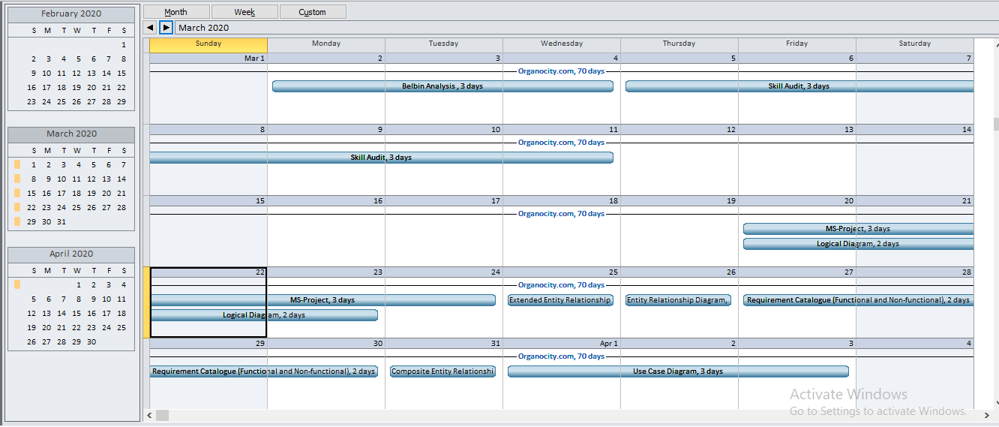 February 2020
S M T W T F S
1
2 3 4 5 6 7 8
9 10 11 12 13 14 15
16 17 18 19 20 21 22
23 24 25 26 27 28 29
March 2020
S M T W T F S
1 2 3 4 5 6 7
8 9 10 11 12 13 14
15 16 17 18 19 20 21
22 23 24 25 26 27 28
29 30 31
April 2020
S M T W T F S
1 2 3 4
5 6 7 8 9 10 11
12 13 14 15 16 17 18
19 20 21 22 23 24 25
26 27 28 29 30
Month Week Custom
March 2020
Sunday Monday Tuesday Wednesday Thursday Friday Saturday
Mar 1 2 3 4 5 6 7
Organocity.com, 70 days
Belbin Analysis , 3 days Skill Audit, 3 days
8 9 10 11 12 13 14
Organocity.com, 70 days
Skill Audit, 3 days
15 16 17 18 19 20 21
Organocity.com, 70 days
MS-Project, 3 days
Logical Diagram, 2 days
22 23 24 25 26 27 28
Organocity.com, 70 days
MS-Project, 3 days Extended Entity Relationship Entity Relationship Diagram, Requirement Catalogue (Functional and Non-functional), 2 days
Logical Diagram, 2 days
29 30 31 Apr 1 2 3 4
Organocity.com, 70 days
Requirement Catalogue (Functional and Non-functional), 2 days Composite Entity Relationshi Use Case Diagram, 3 days
Activate Windows
Go to Settings to activate Windows.